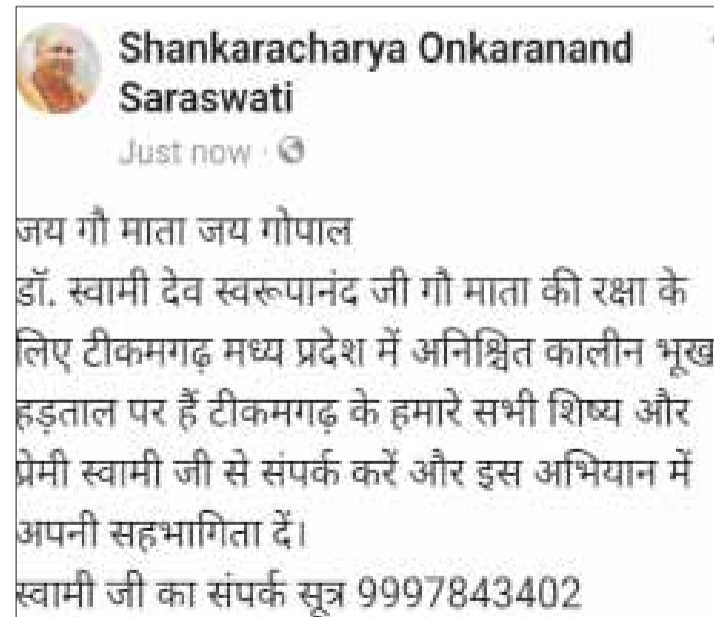 Shankaracharya Onkaranand
Saraswati
Just now ·
जय गौ माता जय गोपाल
डॉ. स्वामी देव स्वरूपानंद जी गौ माता की रक्षा के
लिए टीकमगढ़ मध्य प्रदेश में अनिश्चित कालीन भूख
हड़ताल पर हैं टीकमगढ़ के हमारे सभी शिष्य और
प्रेमी स्वामी जी से संपर्क करें और इस अभियान में
अपनी सहभागिता दें।
स्वामी जी का संपर्क सूत्र 9997843402